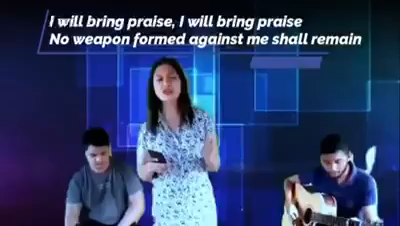 I will bring praise, I will bring praise
No weapon formed against me shall remain